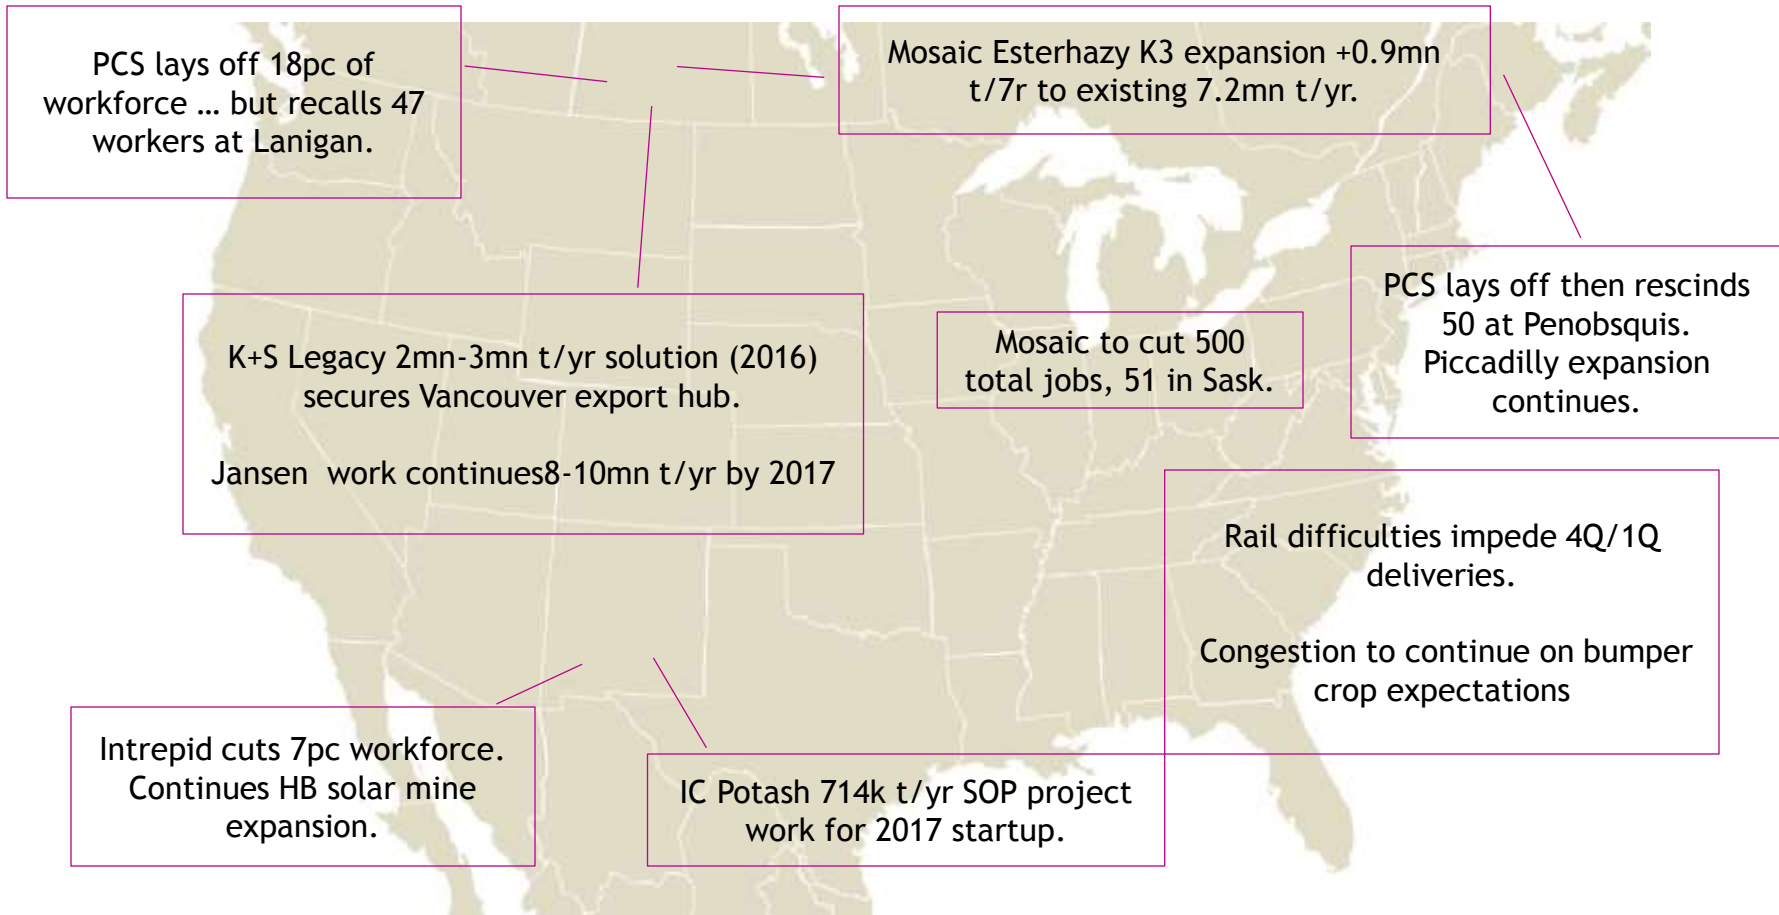 PCS lays off 18pc of
workforce … but recalls 47
workers at Lanigan.
Mosaic Esterhazy K3 expansion +0.9mn
t/7r to existing 7.2mn t/yr.
K+S Legacy 2mn-3mn t/yr solution (2016)
secures Vancouver export hub.
Jansen  work continues8-10mn t/yr by 2017
Mosaic to cut 500
total jobs, 51 in Sask.
PCS lays off then rescinds
50 at Penobsquis.
Piccadilly expansion
continues.
Rail difficulties impede 4Q/1Q
deliveries.
Congestion to continue on bumper
crop expectations
Intrepid cuts 7pc workforce.
Continues HB solar mine
expansion.
IC Potash 714k t/yr SOP project
work for 2017 startup.